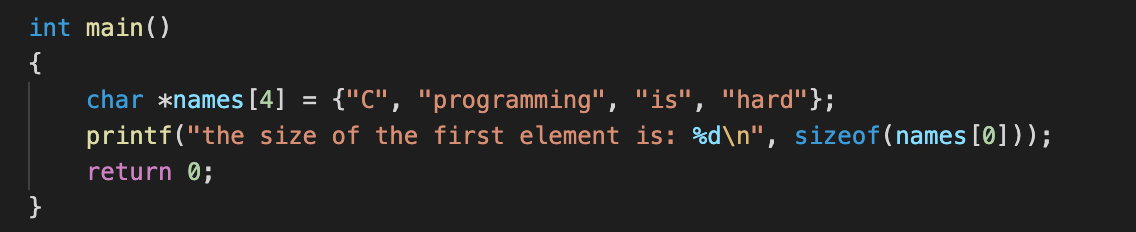 int main()
{
    char *names[4] = {"C", "programming", "is", "hard"};
    printf("the size of the first element is: %d\n", sizeof(names[0]));
    return 0;
}